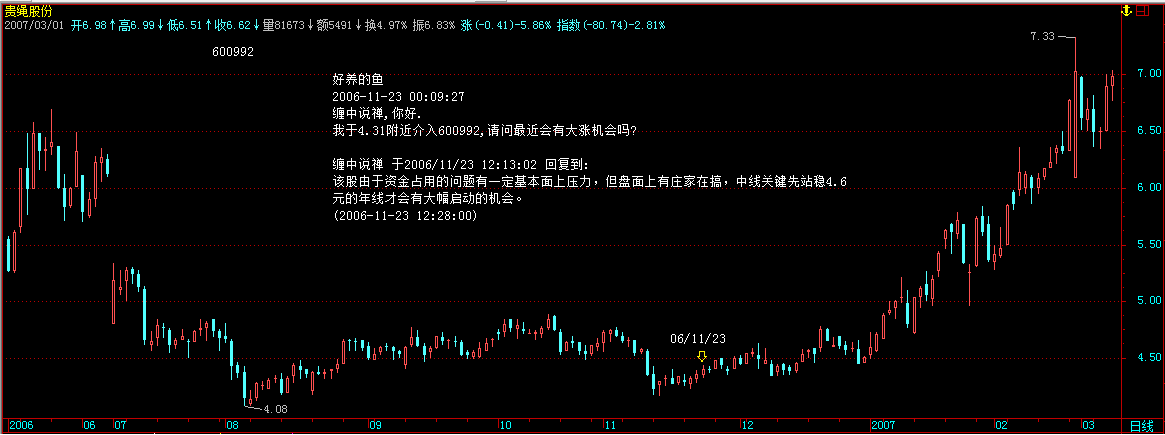 贵绳股份
2007/03/01 开6.98↑高6.99↓低6.51↑收6.62↓量81673↓额5491↓换4.97% 振6.83% 涨(-0.41)-5.86% 指数(-80.74)-2.81%
日线
600992
7.33
好养的鱼
2006-11-23 00:09:27
缠中说禅,你好.
我于4.31附近介入600992,请问最近会有大涨机会吗?
缠中说禅 于2006/11/23 12:13:02 回复到:
该股由于资金占用的问题有一定基本面上压力，但盘面上有庄家在搞，中线关键先站稳4.6
元的年线才会有大幅启动的机会。
(2006-11-23 12:28:00)
7.00
6.50
6.00
5.50
5.00
4.50
06/11/23
4.08
2006 06 07 08 09 10 11 12 2007 02 03 日线